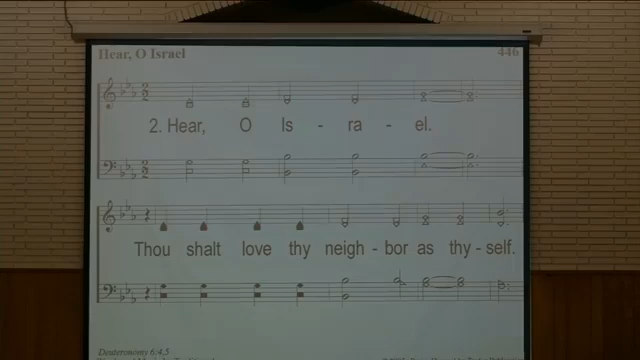 Hear, O Israel 446
2. Hear, O Is - ra - el.
Thou shalt love thy neigh - bor as thy - self.
Deuteronomy 6:4,5